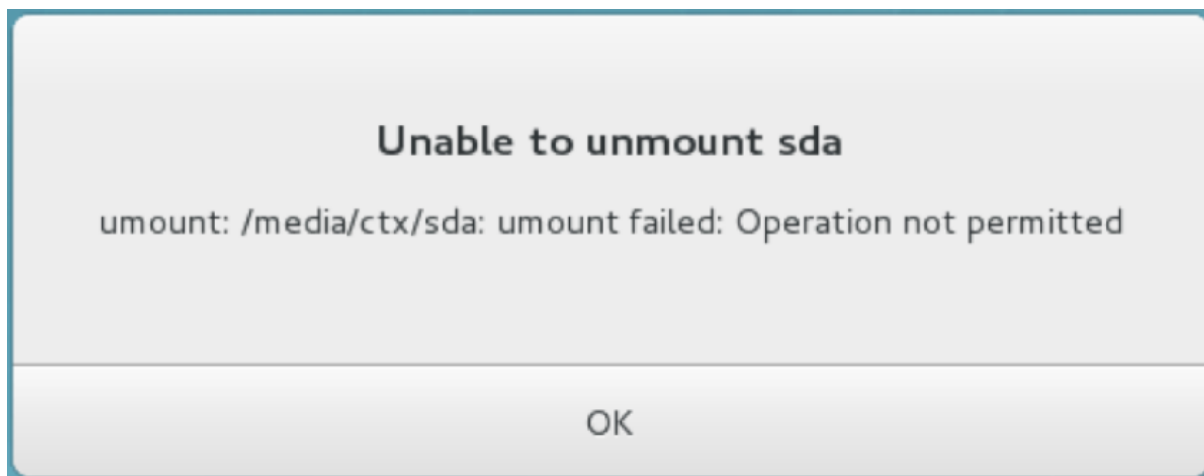 Unable to unmount sda
umount: /media/ctx/sda: umount failed: Operation not permitted
OK